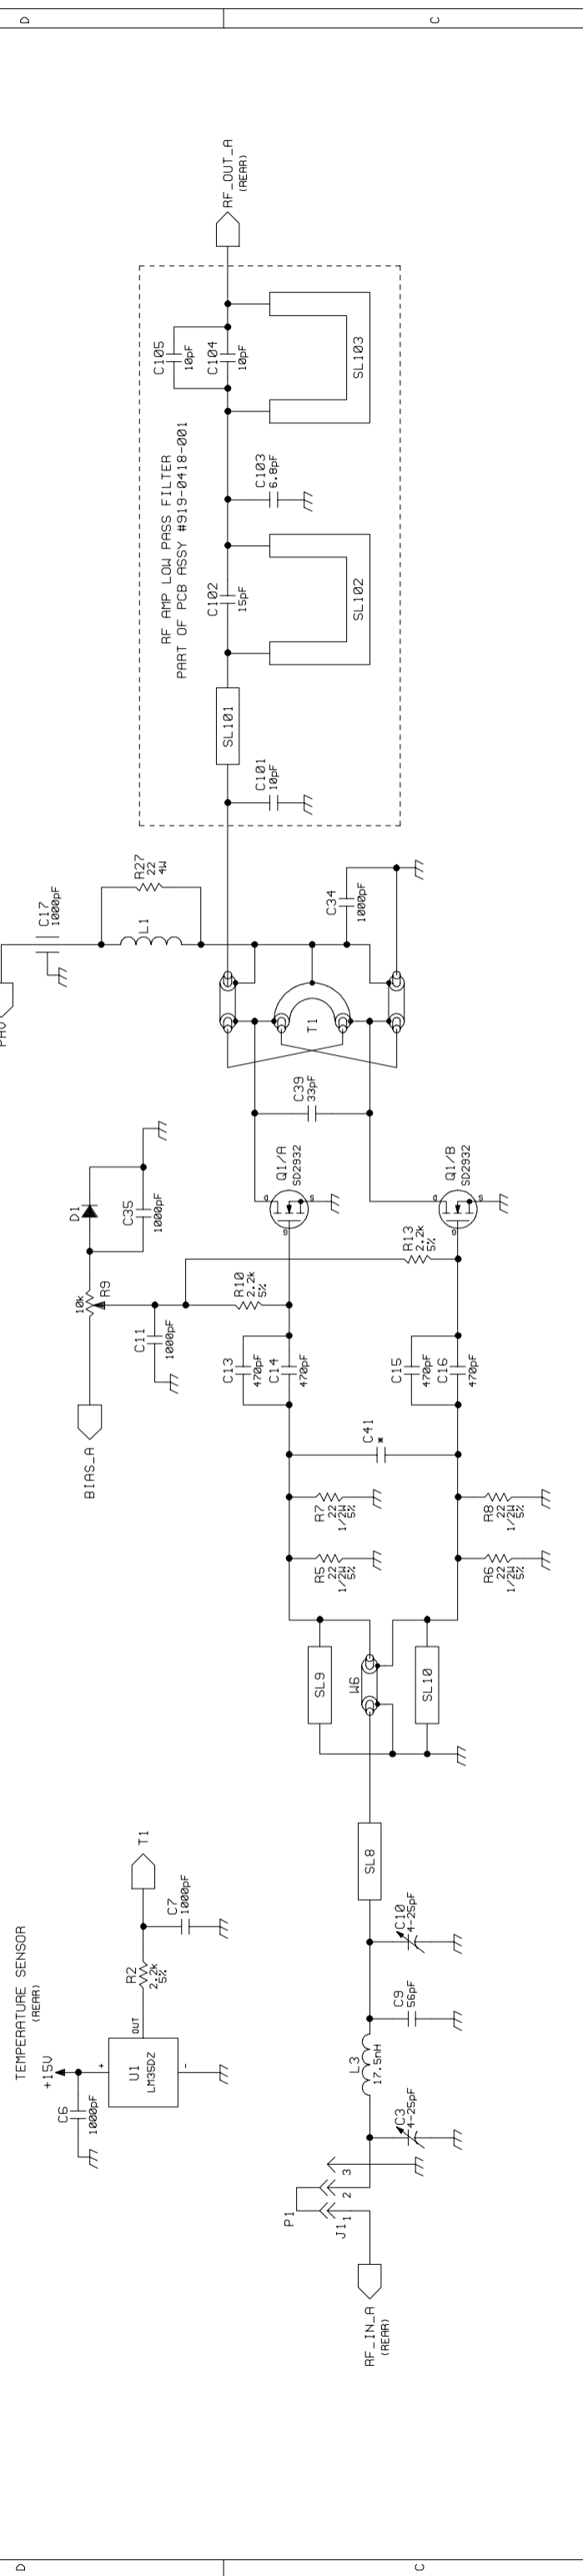 D
C
TEMPERATURE SENSOR
(REAR)
+15V
C6
1000pF
U1
LM35DZ
+
-
OUT
R2
2.2k
5%
C7
1000pF
T1
RF_IN_A
(REAR)
P1
J1
1
2
3
C3
4-25pF
L3
17.5nH
C9
56pF
C10
4-25pF
SL8
SL9
W6
SL10
R5
22
1/2W
5%
R7
22
1/2W
5%
R6
22
1/2W
5%
R8
22
1/2W
5%
C41
*
C13
470pF
C14
470pF
C15
470pF
C16
470pF
BIAS_A
10k
R9
C11
1000pF
D1
C35
1000pF
R10
2.2k
5%
R13
2.2k
5%
Q1/A
SD2932
D
G
S
Q1/B
SD2932
D
G
S
C39
33pF
T1
C17
1000pF
L1
R27
22
4W
C34
1000pF
RF AMP LOW PASS FILTER
PART OF PCB ASSY #919-0418-001
C101
10pF
SL101
C102
15pF
SL102
C103
6.8pF
C105
10pF
C104
10pF
SL103
RF_OUT_A
(REAR)
D
C